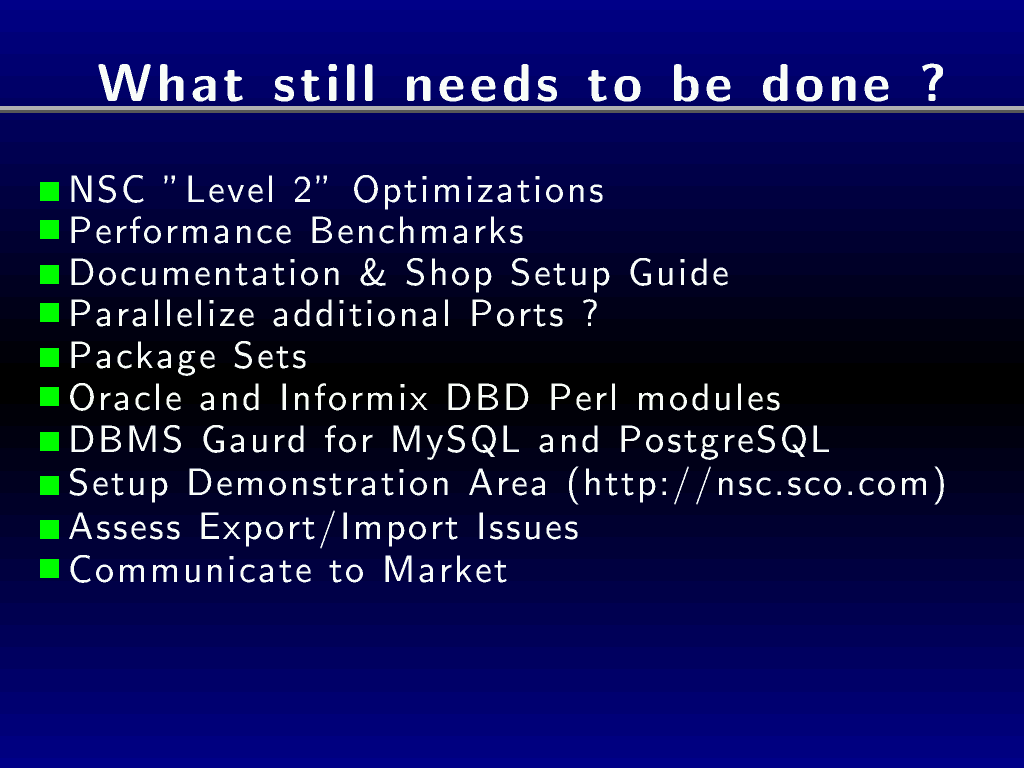 What still needs to be done ?
NSC ”Level 2” Optimizations
Performance Benchmarks
Documentation & Shop Setup Guide
Parallelize additional Ports ?
Package Sets
Oracle and Informix DBD Perl modules
DBMS Gaurd for MySQL and PostgreSQL
Setup Demonstration Area (http://nsc.sco.com)
Assess Export/Import Issues
Communicate to Market